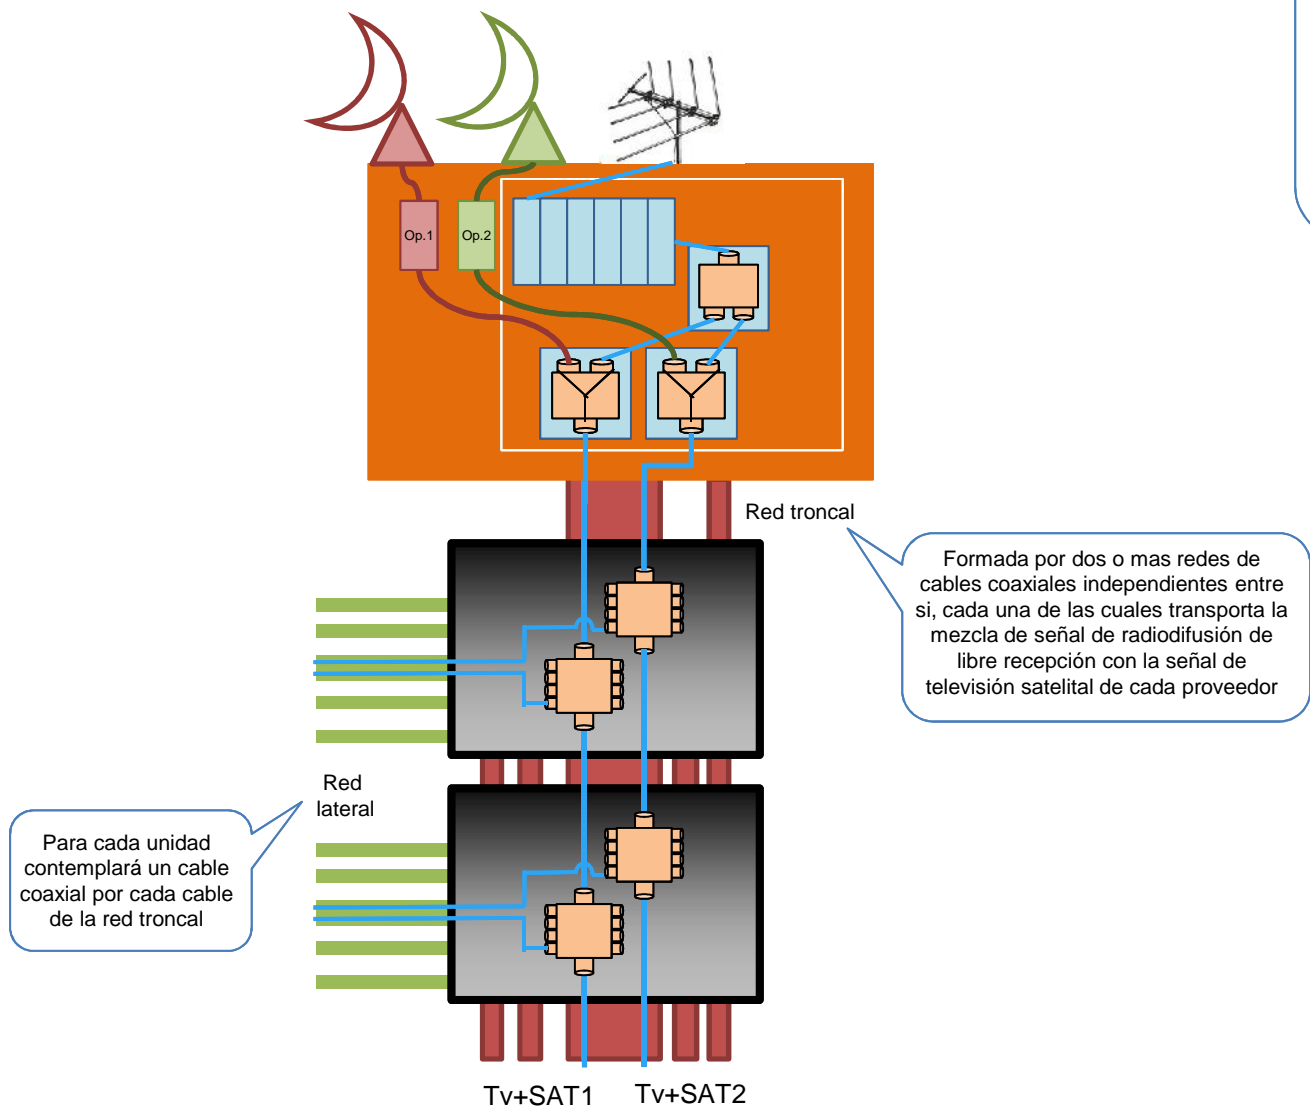 Op.1
Op.2
Red troncal
Formada por dos o mas redes de
cables coaxiales independientes entre
si, cada una de las cuales transporta la
mezcla de señal de radiodifusión de
libre recepción con la señal de
televisión satelital de cada proveedor
Red
lateral
Para cada unidad
contemplará un cable
coaxial por cada cable
de la red troncal
Tv+SAT1
Tv+SAT2